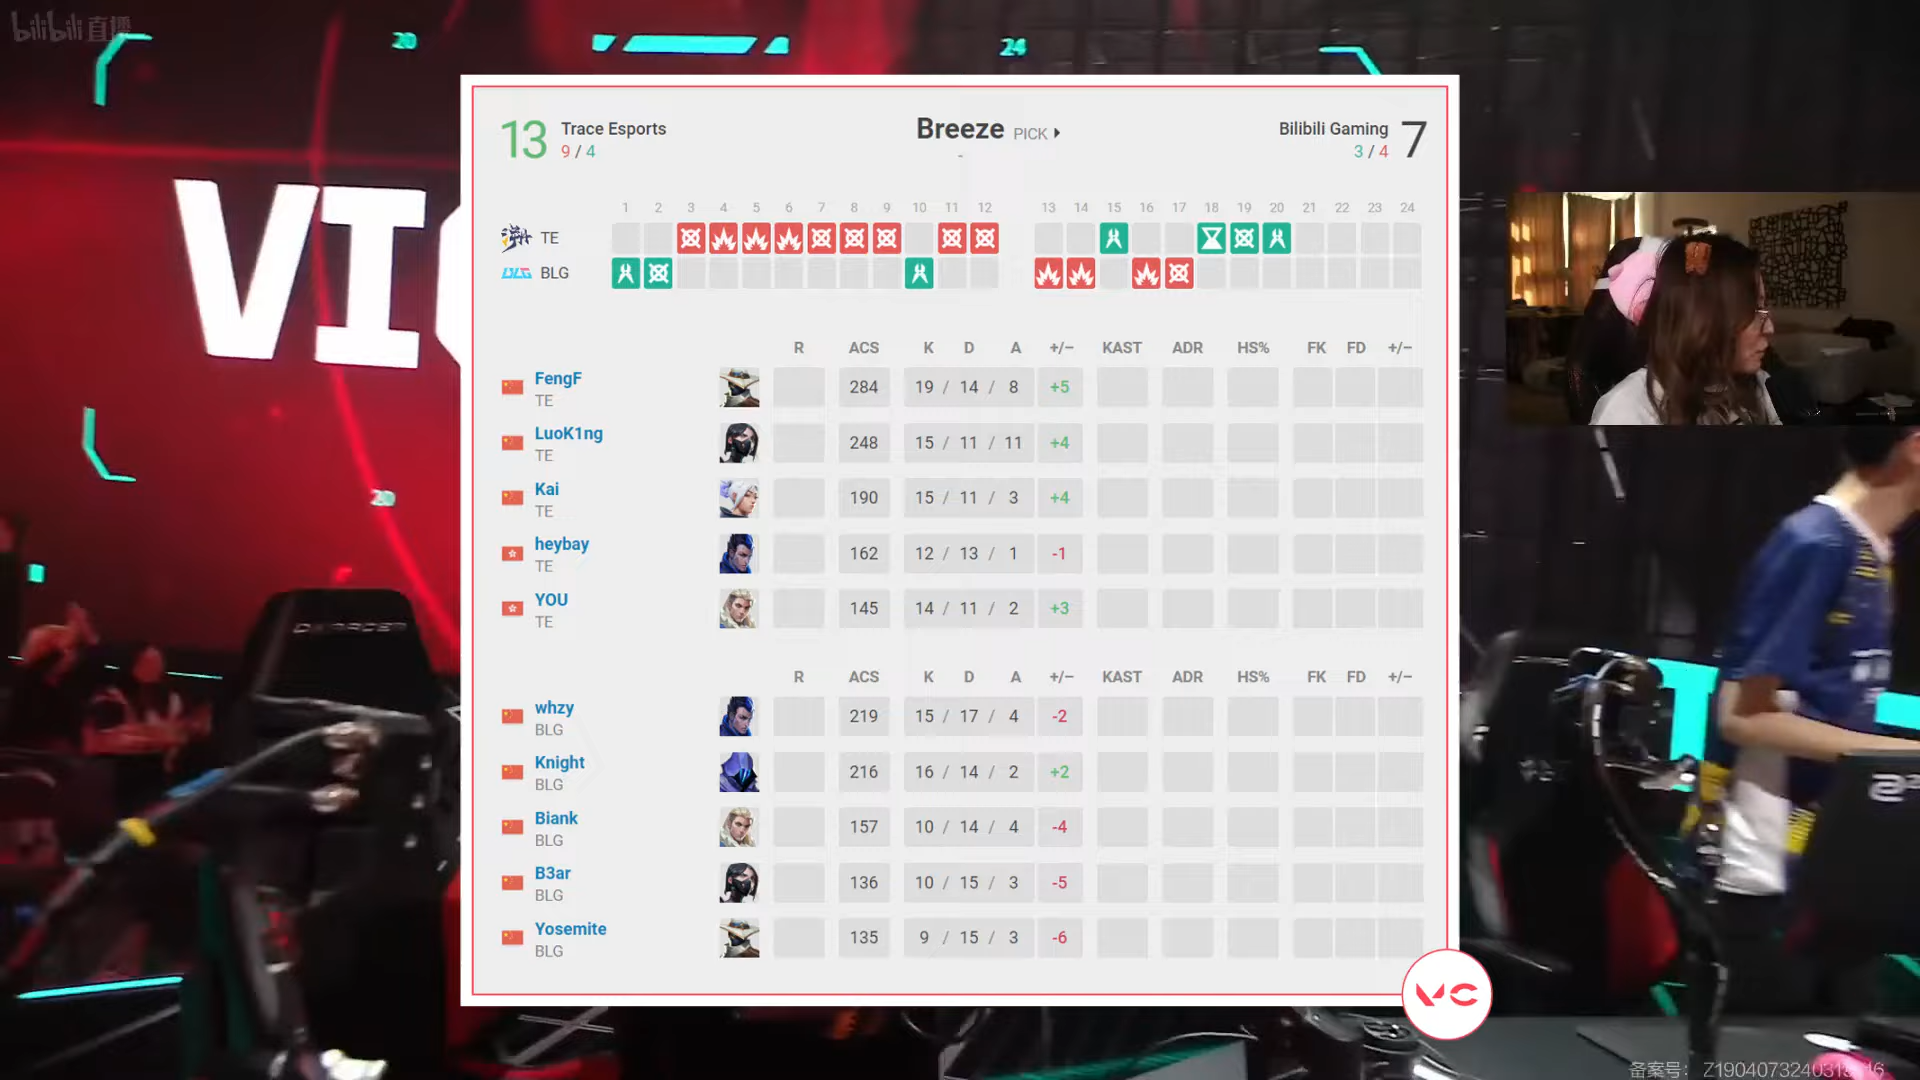 bilibili直播
20
24
VI
20
13
Trace Esports
9 / 4
Breeze PICK
-
Bilibili Gaming
3 / 4
7
1 2 3 4 5 6 7 8 9 10 11 12 13 14 15 16 17 18 19 20 21 22 23 24
TE
BLG BLG
R ACS K D A +/− KAST ADR HS% FK FD +/−
FengF
TE
284 19 / 14 / 8 +5
LuoK1ng
TE
248 15 / 11 / 11 +4
Kai
TE
190 15 / 11 / 3 +4
heybay
TE
162 12 / 13 / 1 -1
YOU
TE
145 14 / 11 / 2 +3
R ACS K D A +/− KAST ADR HS% FK FD +/−
whzy
BLG
219 15 / 17 / 4 -2
Knight
BLG
216 16 / 14 / 2 +2
Biank
BLG
157 10 / 14 / 4 -4
B3ar
BLG
136 10 / 15 / 3 -5
Yosemite
BLG
135 9 / 15 / 3 -6